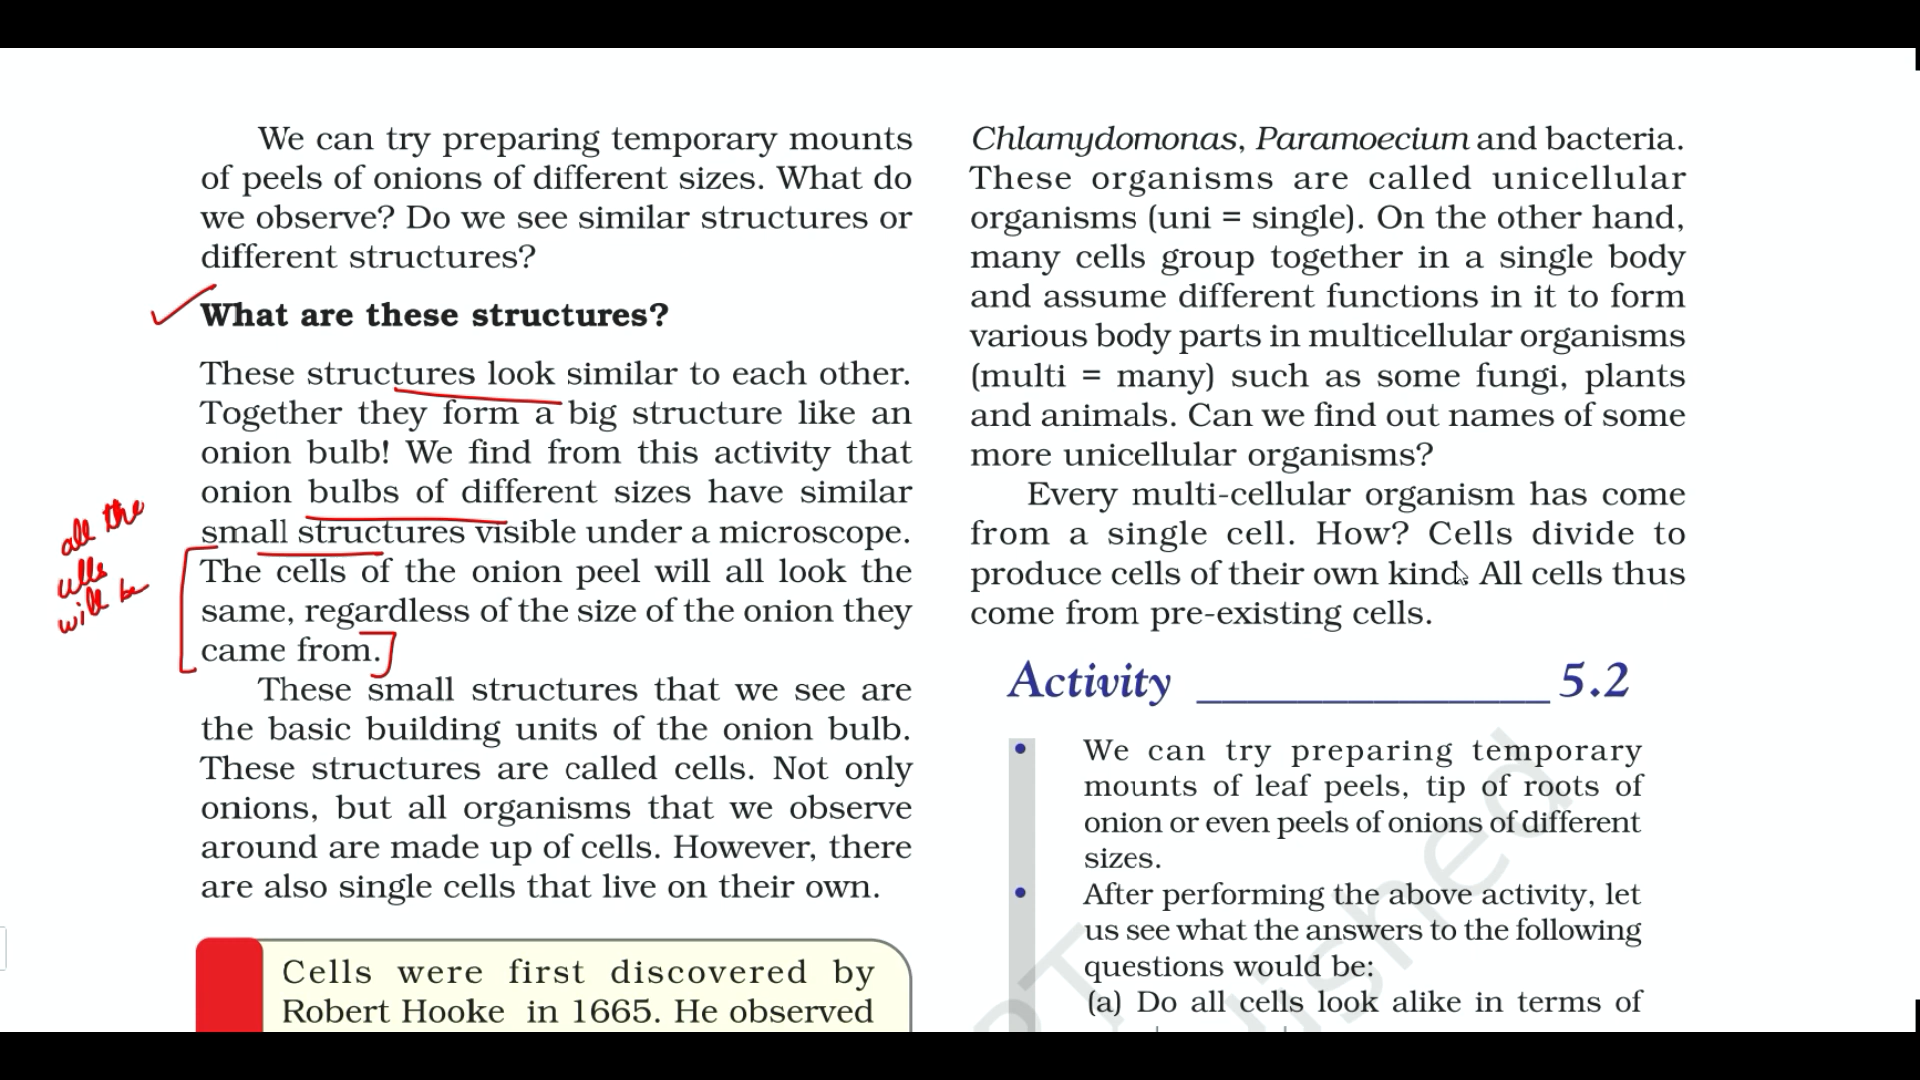 We can try preparing temporary mounts
of peels of onions of different sizes. What do
we observe? Do we see similar structures or
different structures?
What are these structures?
These structures look similar to each other.
Together they form a big structure like an
onion bulb! We find from this activity that
onion bulbs of different sizes have similar
small structures visible under a microscope.
The cells of the onion peel will all look the
same, regardless of the size of the onion they
came from.
all the
cells
will be
These small structures that we see are
the basic building units of the onion bulb.
These structures are called cells. Not only
onions, but all organisms that we observe
around are made up of cells. However, there
are also single cells that live on their own.
Cells were first discovered by
Robert Hooke in 1665. He observed
Chlamydomonas, Paramoecium and bacteria.
These organisms are called unicellular
organisms (uni = single). On the other hand,
many cells group together in a single body
and assume different functions in it to form
various body parts in multicellular organisms
(multi = many) such as some fungi, plants
and animals. Can we find out names of some
more unicellular organisms?
Every multi-cellular organism has come
from a single cell. How? Cells divide to
produce cells of their own kind. All cells thus
come from pre-existing cells.
Activity ______________ 5.2
• We can try preparing temporary
mounts of leaf peels, tip of roots of
onion or even peels of onions of different
sizes.
• After performing the above activity, let
us see what the answers to the following
questions would be:
(a) Do all cells look alike in terms of